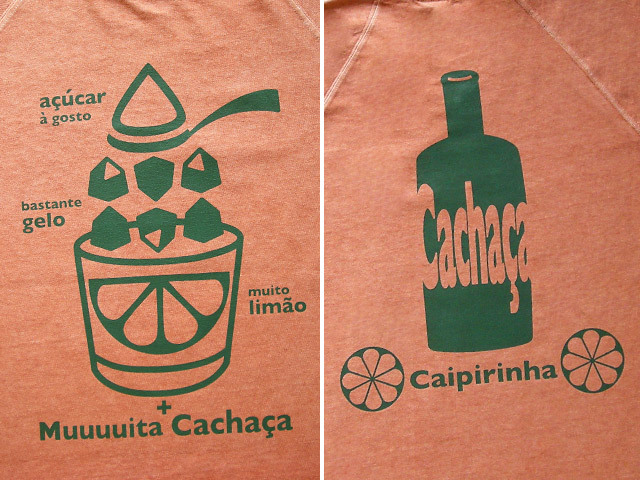 açúcar
à gosto
bastante
gelo
muito
limão
+
Muuuuita Cachaça
Cachaça
Caipirinha